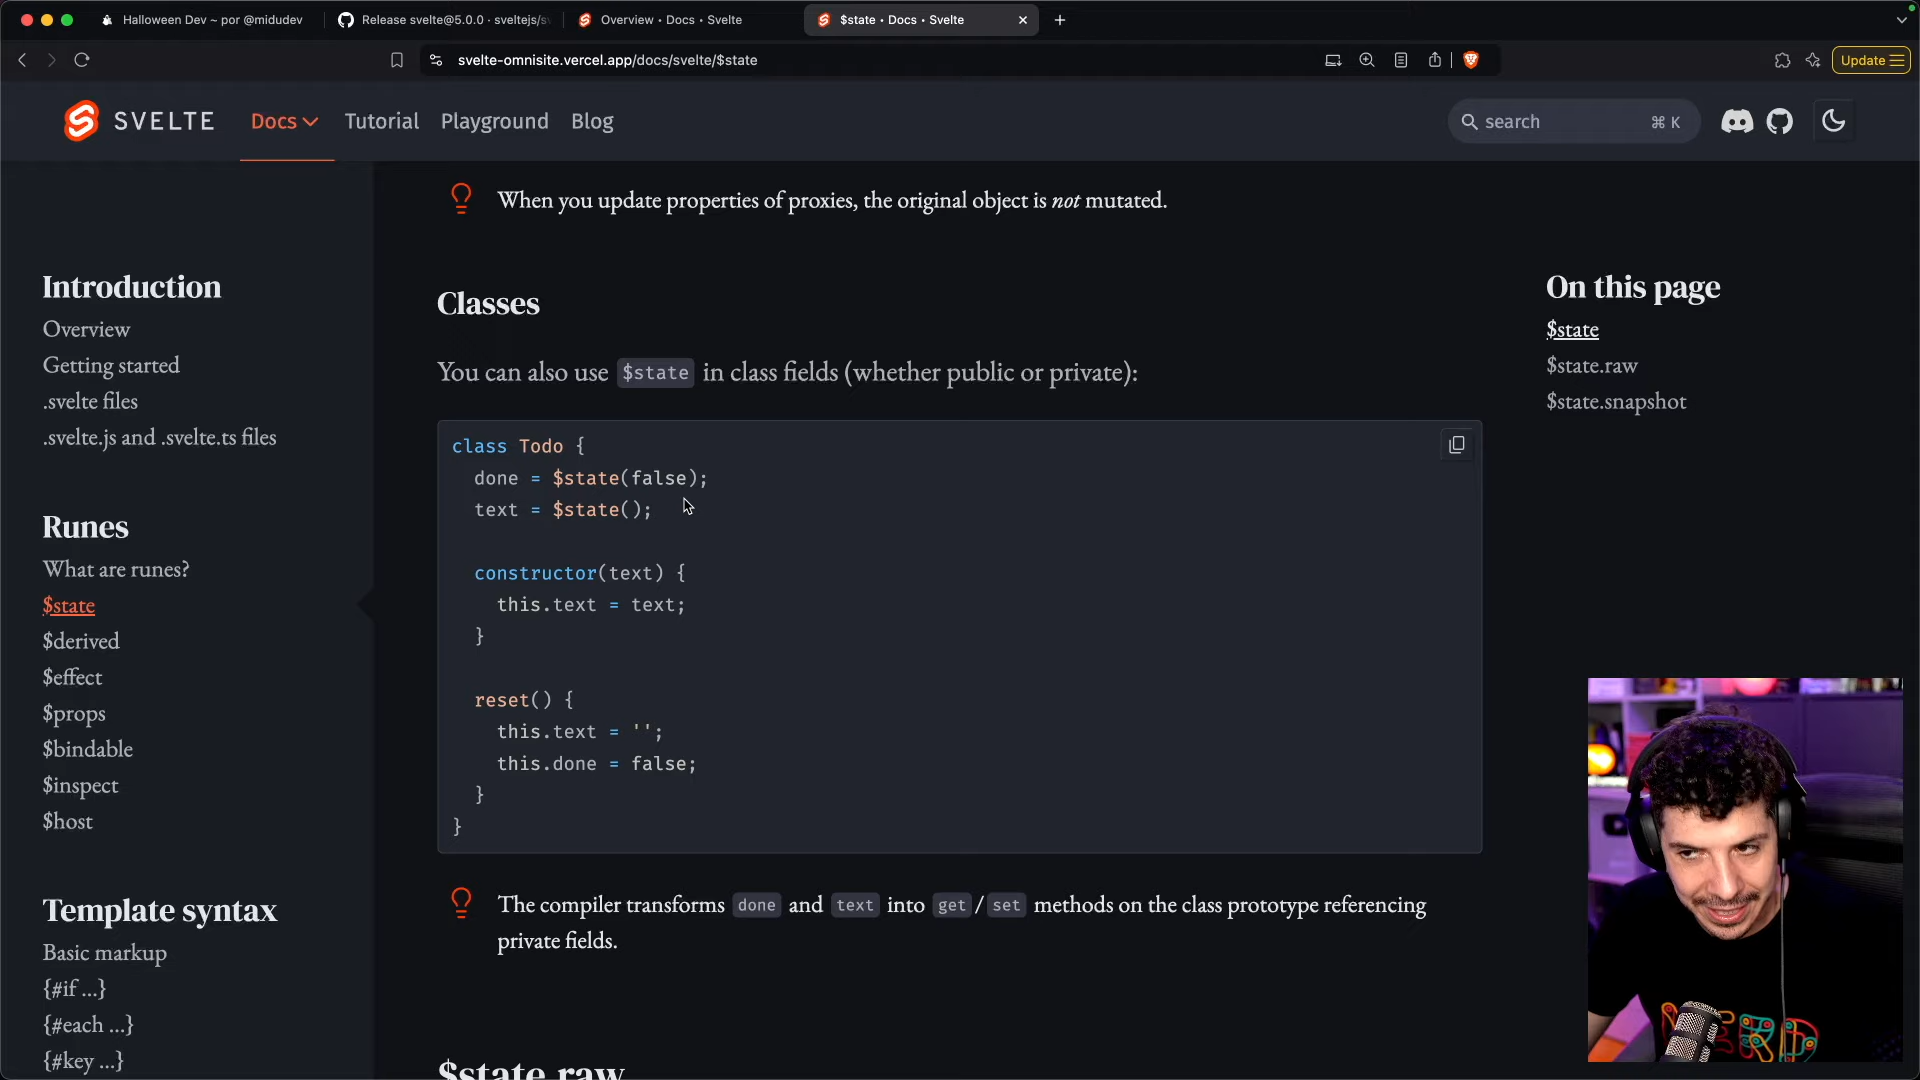 Halloween Dev ~ por @midudev
Release svelte@5.0.0 · sveltejs/sv
Overview • Docs • Svelte
$state • Docs • Svelte
svelte-omnisite.vercel.app/docs/svelte/$state
Update
SVELTE
Docs
Tutorial
Playground
Blog
search
⌘ K
When you update properties of proxies, the original object is not mutated.
Introduction
Overview
Getting started
.svelte files
.svelte.js and .svelte.ts files
Runes
What are runes?
$state
$derived
$effect
$props
$bindable
$inspect
$host
Template syntax
Basic markup
{#if ...}
{#each ...}
{#key ...}
Classes
You can also use $state in class fields (whether public or private):
class Todo {
done = $state(false);
text = $state();
constructor(text) {
this.text = text;
}
reset() {
this.text = '';
this.done = false;
}
}
The compiler transforms done and text into get / set methods on the class prototype referencing
private fields.
$state.raw
On this page
$state
$state.raw
$state.snapshot